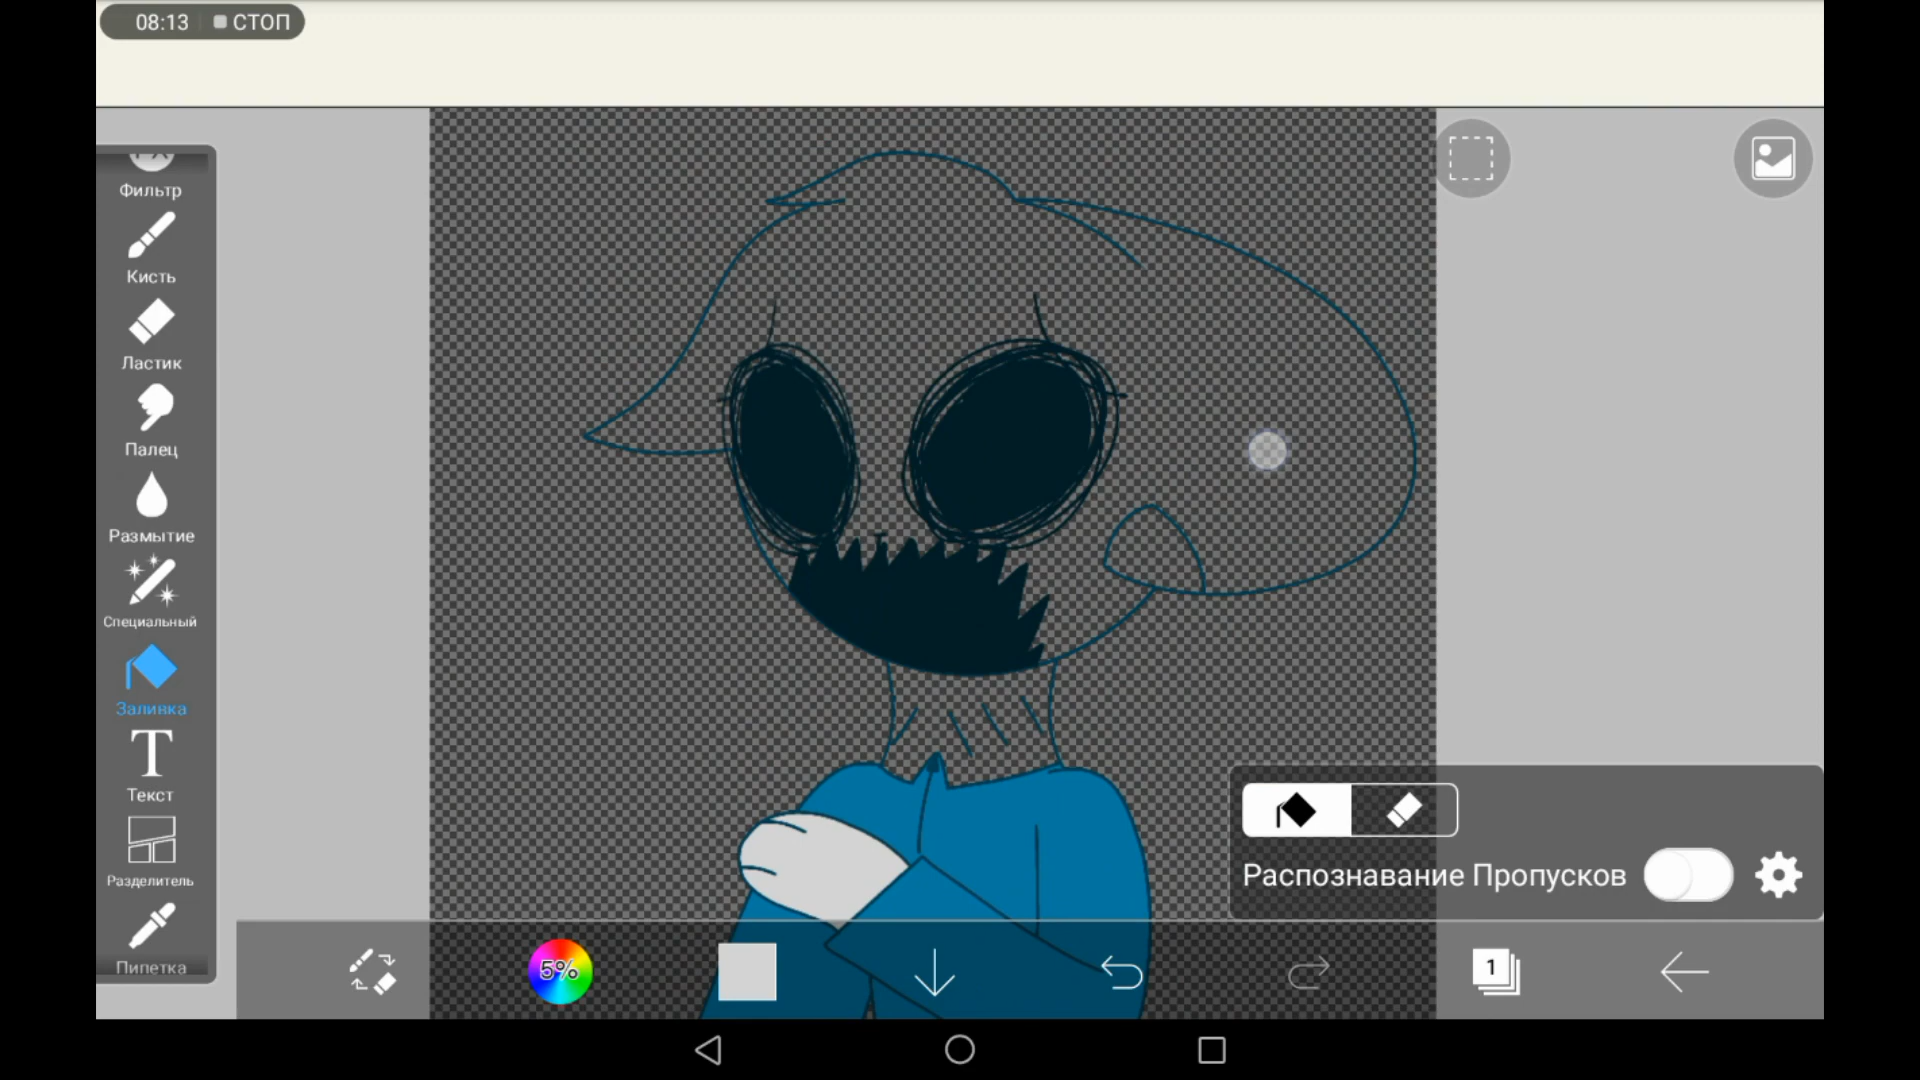 08:13 СТОП
Фильтр
Кисть
Ластик
Палец
Размытие
Специальный
Заливка
Текст
Разделитель
Пипетка
Распознавание Пропусков
5%
1